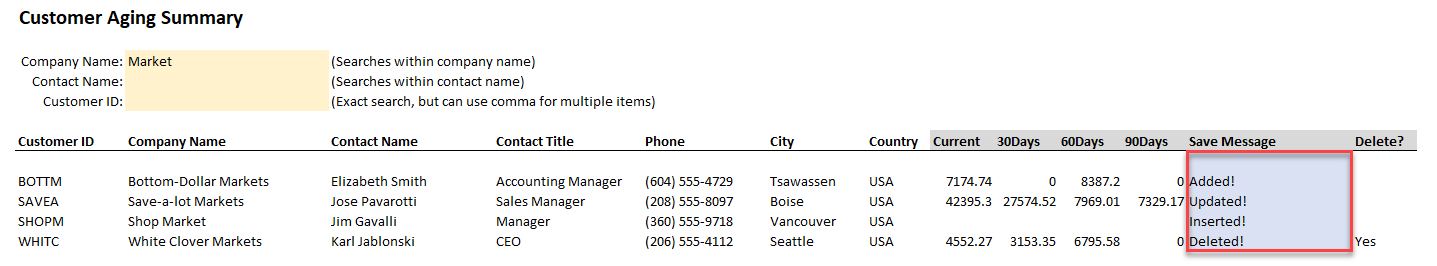 Customer Aging Summary
Company Name: Market (Searches within company name)
Contact Name: (Searches within contact name)
Customer ID: (Exact search, but can use comma for multiple items)
Customer ID Company Name Contact Name Contact Title Phone City Country Current 30Days 60Days 90Days Save Message Delete?
BOTTM Bottom-Dollar Markets Elizabeth Smith Accounting Manager (604) 555-4729 Tsawassen USA 7174.74 0 8387.2 0 Added!
SAVEA Save-a-lot Markets Jose Pavarotti Sales Manager (208) 555-8097 Boise USA 42395.3 27574.52 7969.01 7329.17 Updated!
SHOPM Shop Market Jim Gavalli Manager (360) 555-9718 Vancouver USA Inserted!
WHITC White Clover Markets Karl Jablonski CEO (206) 555-4112 Seattle USA 4552.27 3153.35 6795.58 0 Deleted! Yes